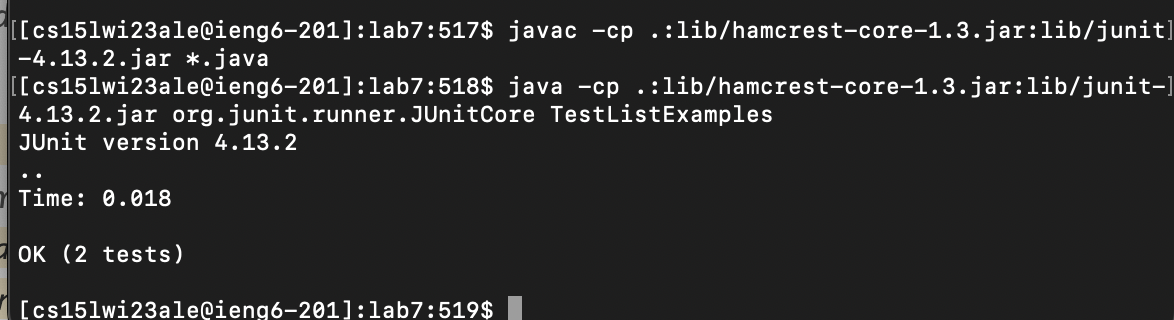 [[cs15lwi23ale@ieng6-201]:lab7:517$ javac -cp .:lib/hamcrest-core-1.3.jar:lib/junit]
-4.13.2.jar *.java
[[cs15lwi23ale@ieng6-201]:lab7:518$ java -cp .:lib/hamcrest-core-1.3.jar:lib/junit-]
4.13.2.jar org.junit.runner.JUnitCore TestListExamples
JUnit version 4.13.2
..
Time: 0.018
OK (2 tests)
[cs15lwi23ale@ieng6-201]:lab7:519$